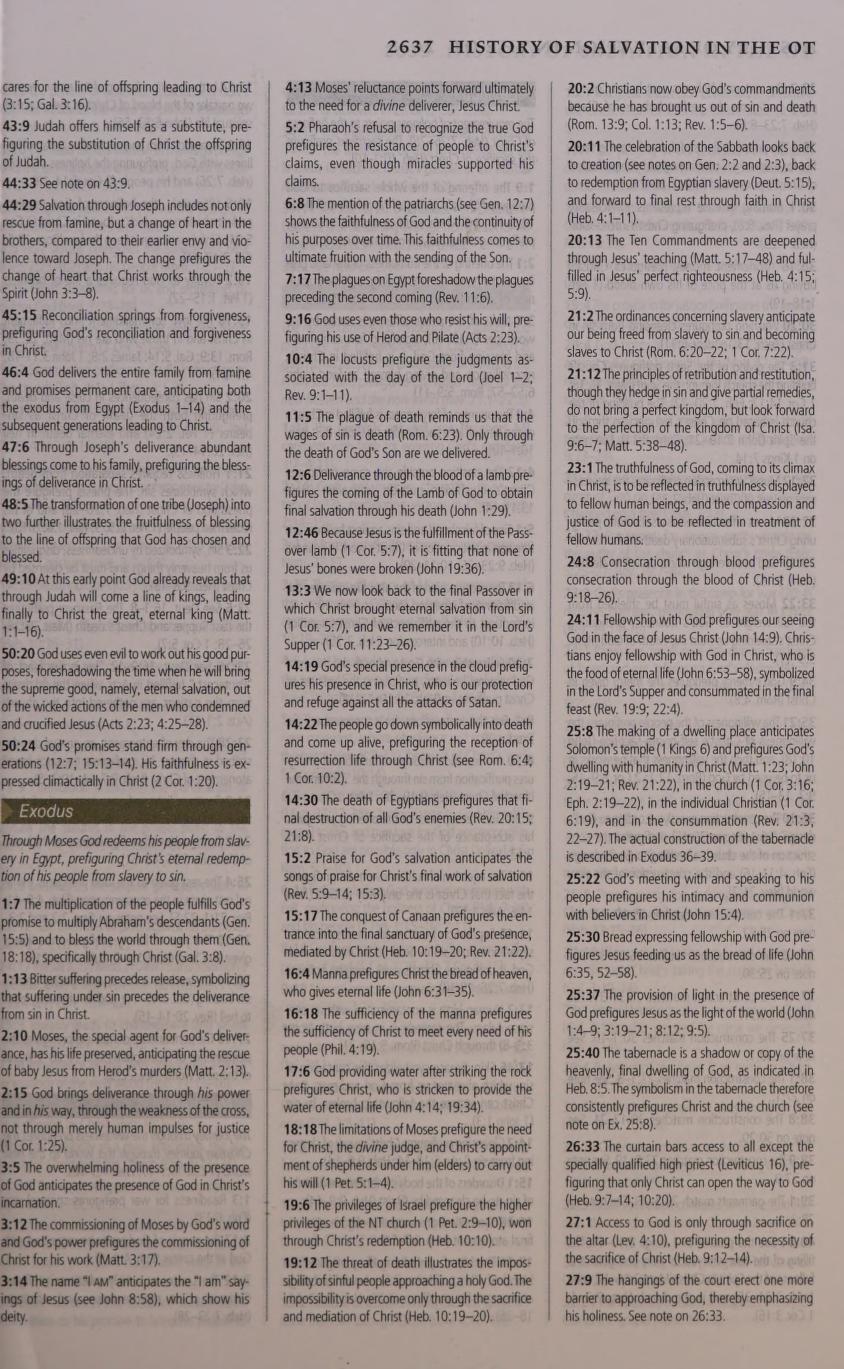 2637 HISTORY OF SALVATION IN THE OT
cares for the line of offspring leading to Christ
(3:15; Gal. 3:16).
43:9 Judah offers himself as a substitute, pre-
figuring the substitution of Christ the offspring
of Judah.
44:33 See note on 43:9.
44:29 Salvation through Joseph includes not only
rescue from famine, but a change of heart in the
brothers, compared to their earlier envy and vio-
lence toward Joseph. The change prefigures the
change of heart that Christ works through the
Spirit (John 3:3–8).
45:15 Reconciliation springs from forgiveness,
prefiguring God's reconciliation and forgiveness
in Christ.
46:4 God delivers the entire family from famine
and promises permanent care, anticipating both
the exodus from Egypt (Exodus 1–14) and the
subsequent generations leading to Christ.
47:6 Through Joseph's deliverance abundant
blessings come to his family, prefiguring the bless-
ings of deliverance in Christ.
48:5 The transformation of one tribe (Joseph) into
two further illustrates the fruitfulness of blessing
to the line of offspring that God has chosen and
blessed.
49:10 At this early point God already reveals that
through Judah will come a line of kings, leading
finally to Christ the great, eternal king (Matt.
1:1–16).
50:20 God uses even evil to work out his good pur-
poses, foreshadowing the time when he will bring
the supreme good, namely, eternal salvation, out
of the wicked actions of the men who condemned
and crucified Jesus (Acts 2:23; 4:25–28).
50:24 God's promises stand firm through gen-
erations (12:7; 15:13–14). His faithfulness is ex-
pressed climactically in Christ (2 Cor. 1:20).
Exodus
Through Moses God redeems his people from slav-
ery in Egypt, prefiguring Christ's eternal redemp-
tion of his people from slavery to sin.
1:7 The multiplication of the people fulfills God's
promise to multiply Abraham's descendants (Gen.
15:5) and to bless the world through them (Gen.
18:18), specifically through Christ (Gal. 3:8).
1:13 Bitter suffering precedes release, symbolizing
that suffering under sin precedes the deliverance
from sin in Christ.
2:10 Moses, the special agent for God's deliver-
ance, has his life preserved, anticipating the rescue
of baby Jesus from Herod's murders (Matt. 2:13).
2:15 God brings deliverance through his power
and in his way, through the weakness of the cross,
not through merely human impulses for justice
(1 Cor. 1:25).
3:5 The overwhelming holiness of the presence
of God anticipates the presence of God in Christ's
incarnation.
3:12 The commissioning of Moses by God's word
and God's power prefigures the commissioning of
Christ for his work (Matt. 3:17).
3:14 The name "I AM" anticipates the "I am" say-
ings of Jesus (see John 8:58), which show his
deity.
4:13 Moses' reluctance points forward ultimately
to the need for a divine deliverer, Jesus Christ.
5:2 Pharaoh's refusal to recognize the true God
prefigures the resistance of people to Christ's
claims, even though miracles supported his
claims.
6:8 The mention of the patriarchs (see Gen. 12:7)
shows the faithfulness of God and the continuity of
his purposes over time. This faithfulness comes to
ultimate fruition with the sending of the Son.
7:17 The plagues on Egypt foreshadow the plagues
preceding the second coming (Rev. 11:6).
9:16 God uses even those who resist his will, pre-
figuring his use of Herod and Pilate (Acts 2:23).
10:4 The locusts prefigure the judgments as-
sociated with the day of the Lord (Joel 1–2;
Rev. 9:1–11).
11:5 The plague of death reminds us that the
wages of sin is death (Rom. 6:23). Only through
the death of God's Son are we delivered.
12:6 Deliverance through the blood of a lamb pre-
figures the coming of the Lamb of God to obtain
final salvation through his death (John 1:29).
12:46 Because Jesus is the fulfillment of the Pass-
over lamb (1 Cor. 5:7), it is fitting that none of
Jesus' bones were broken (John 19:36).
13:3 We now look back to the final Passover in
which Christ brought eternal salvation from sin
(1 Cor. 5:7), and we remember it in the Lord's
Supper (1 Cor. 11:23–26).
14:19 God's special presence in the cloud prefig-
ures his presence in Christ, who is our protection
and refuge against all the attacks of Satan.
14:22 The people go down symbolically into death
and come up alive, prefiguring the reception of
resurrection life through Christ (see Rom. 6:4;
1 Cor. 10:2).
14:30 The death of Egyptians prefigures that fi-
nal destruction of all God's enemies (Rev. 20:15;
21:8).
15:2 Praise for God's salvation anticipates the
songs of praise for Christ's final work of salvation
(Rev. 5:9–14; 15:3).
15:17 The conquest of Canaan prefigures the en-
trance into the final sanctuary of God's presence,
mediated by Christ (Heb. 10:19–20; Rev. 21:22).
16:4 Manna prefigures Christ the bread of heaven,
who gives eternal life (John 6:31–35).
16:18 The sufficiency of the manna prefigures
the sufficiency of Christ to meet every need of his
people (Phil. 4:19).
17:6 God providing water after striking the rock
prefigures Christ, who is stricken to provide the
water of eternal life (John 4:14; 19:34).
18:18 The limitations of Moses prefigure the need
for Christ, the divine judge, and Christ's appoint-
ment of shepherds under him (elders) to carry out
his will (1 Pet. 5:1–4).
19:6 The privileges of Israel prefigure the higher
privileges of the NT church (1 Pet. 2:9–10), won
through Christ's redemption (Heb. 10:10).
19:12 The threat of death illustrates the impos-
sibility of sinful people approaching a holy God. The
impossibility is overcome only through the sacrifice
and mediation of Christ (Heb. 10:19–20).
20:2 Christians now obey God's commandments
because he has brought us out of sin and death
(Rom. 13:9; Col. 1:13; Rev. 1:5–6).
20:11 The celebration of the Sabbath looks back
to creation (see notes on Gen. 2:2 and 2:3), back
to redemption from Egyptian slavery (Deut. 5:15),
and forward to final rest through faith in Christ
(Heb. 4:1–11).
20:13 The Ten Commandments are deepened
through Jesus' teaching (Matt. 5:17–48) and ful-
filled in Jesus' perfect righteousness (Heb. 4:15;
5:9).
21:2 The ordinances concerning slavery anticipate
our being freed from slavery to sin and becoming
slaves to Christ (Rom. 6:20–22; 1 Cor. 7:22).
21:12 The principles of retribution and restitution,
though they hedge in sin and give partial remedies,
do not bring a perfect kingdom, but look forward
to the perfection of the kingdom of Christ (Isa.
9:6–7; Matt. 5:38–48).
23:1 The truthfulness of God, coming to its climax
in Christ, is to be reflected in truthfulness displayed
to fellow human beings, and the compassion and
justice of God is to be reflected in treatment of
fellow humans.
24:8 Consecration through blood prefigures
consecration through the blood of Christ (Heb.
9:18–26).
24:11 Fellowship with God prefigures our seeing
God in the face of Jesus Christ (John 14:9). Chris-
tians enjoy fellowship with God in Christ, who is
the food of eternal life (John 6:53–58), symbolized
in the Lord's Supper and consummated in the final
feast (Rev. 19:9; 22:4).
25:8 The making of a dwelling place anticipates
Solomon's temple (1 Kings 6) and prefigures God's
dwelling with humanity in Christ (Matt. 1:23; John
2:19–21; Rev. 21:22), in the church (1 Cor. 3:16;
Eph. 2:19–22), in the individual Christian (1 Cor.
6:19), and in the consummation (Rev. 21:3,
22–27). The actual construction of the tabernacle
is described in Exodus 36–39.
25:22 God's meeting with and speaking to his
people prefigures his intimacy and communion
with believers in Christ (John 15:4).
25:30 Bread expressing fellowship with God pre-
figures Jesus feeding us as the bread of life (John
6:35, 52–58).
25:37 The provision of light in the presence of
God prefigures Jesus as the light of the world (John
1:4–9; 3:19–21; 8:12; 9:5).
25:40 The tabernacle is a shadow or copy of the
heavenly, final dwelling of God, as indicated in
Heb. 8:5. The symbolism in the tabernacle therefore
consistently prefigures Christ and the church (see
note on Ex. 25:8).
26:33 The curtain bars access to all except the
specially qualified high priest (Leviticus 16), pre-
figuring that only Christ can open the way to God
(Heb. 9:7–14; 10:20).
27:1 Access to God is only through sacrifice on
the altar (Lev. 4:10), prefiguring the necessity of
the sacrifice of Christ (Heb. 9:12–14).
27:9 The hangings of the court erect one more
barrier to approaching God, thereby emphasizing
his holiness. See note on 26:33.